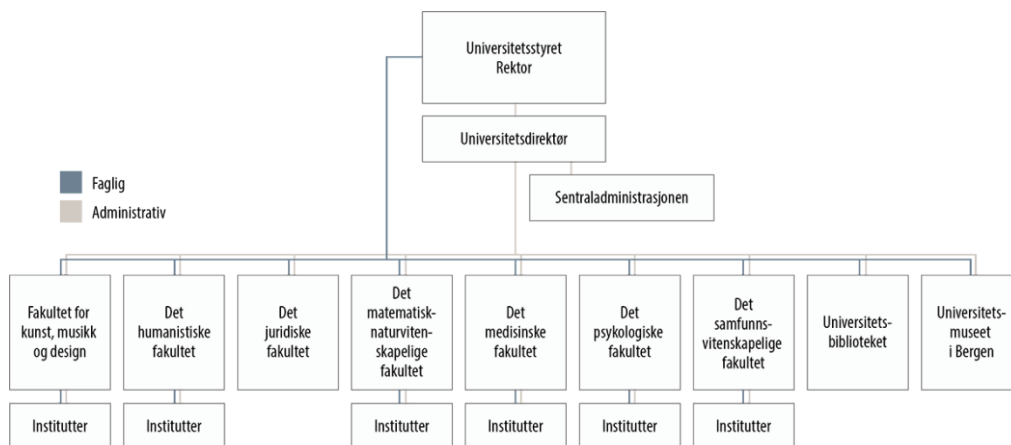 Universitetsstyret
Rektor
Universitetsdirektør
Sentraladministrasjonen
Faglig
Administrativ
Fakultet for
kunst, musikk
og design
Det
humanistiske
fakultet
Det
juridiske
fakultet
Det
matematisk-
naturviten-
skapelige
fakultet
Det
medisinske
fakultet
Det
psykologiske
fakultet
Det
samfunns-
vitenskapelige
fakultet
Universitets-
biblioteket
Universitets-
museet
i Bergen
Institutter
Institutter
Institutter
Institutter
Institutter
Institutter